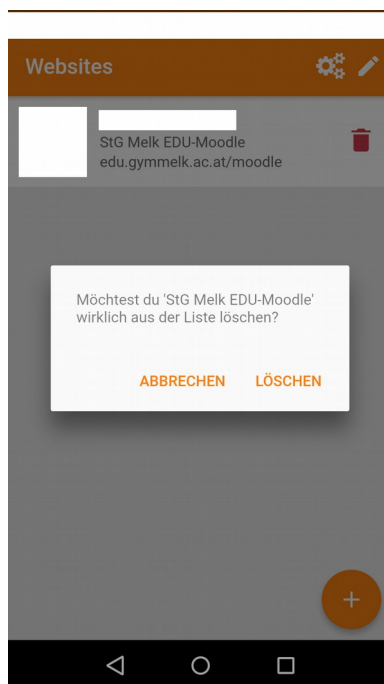 Websites
StG Melk EDU-Moodle
edu.gymmelk.ac.at/moodle
Möchtest du 'StG Melk EDU-Moodle'
wirklich aus der Liste löschen?
ABBRECHEN LÖSCHEN